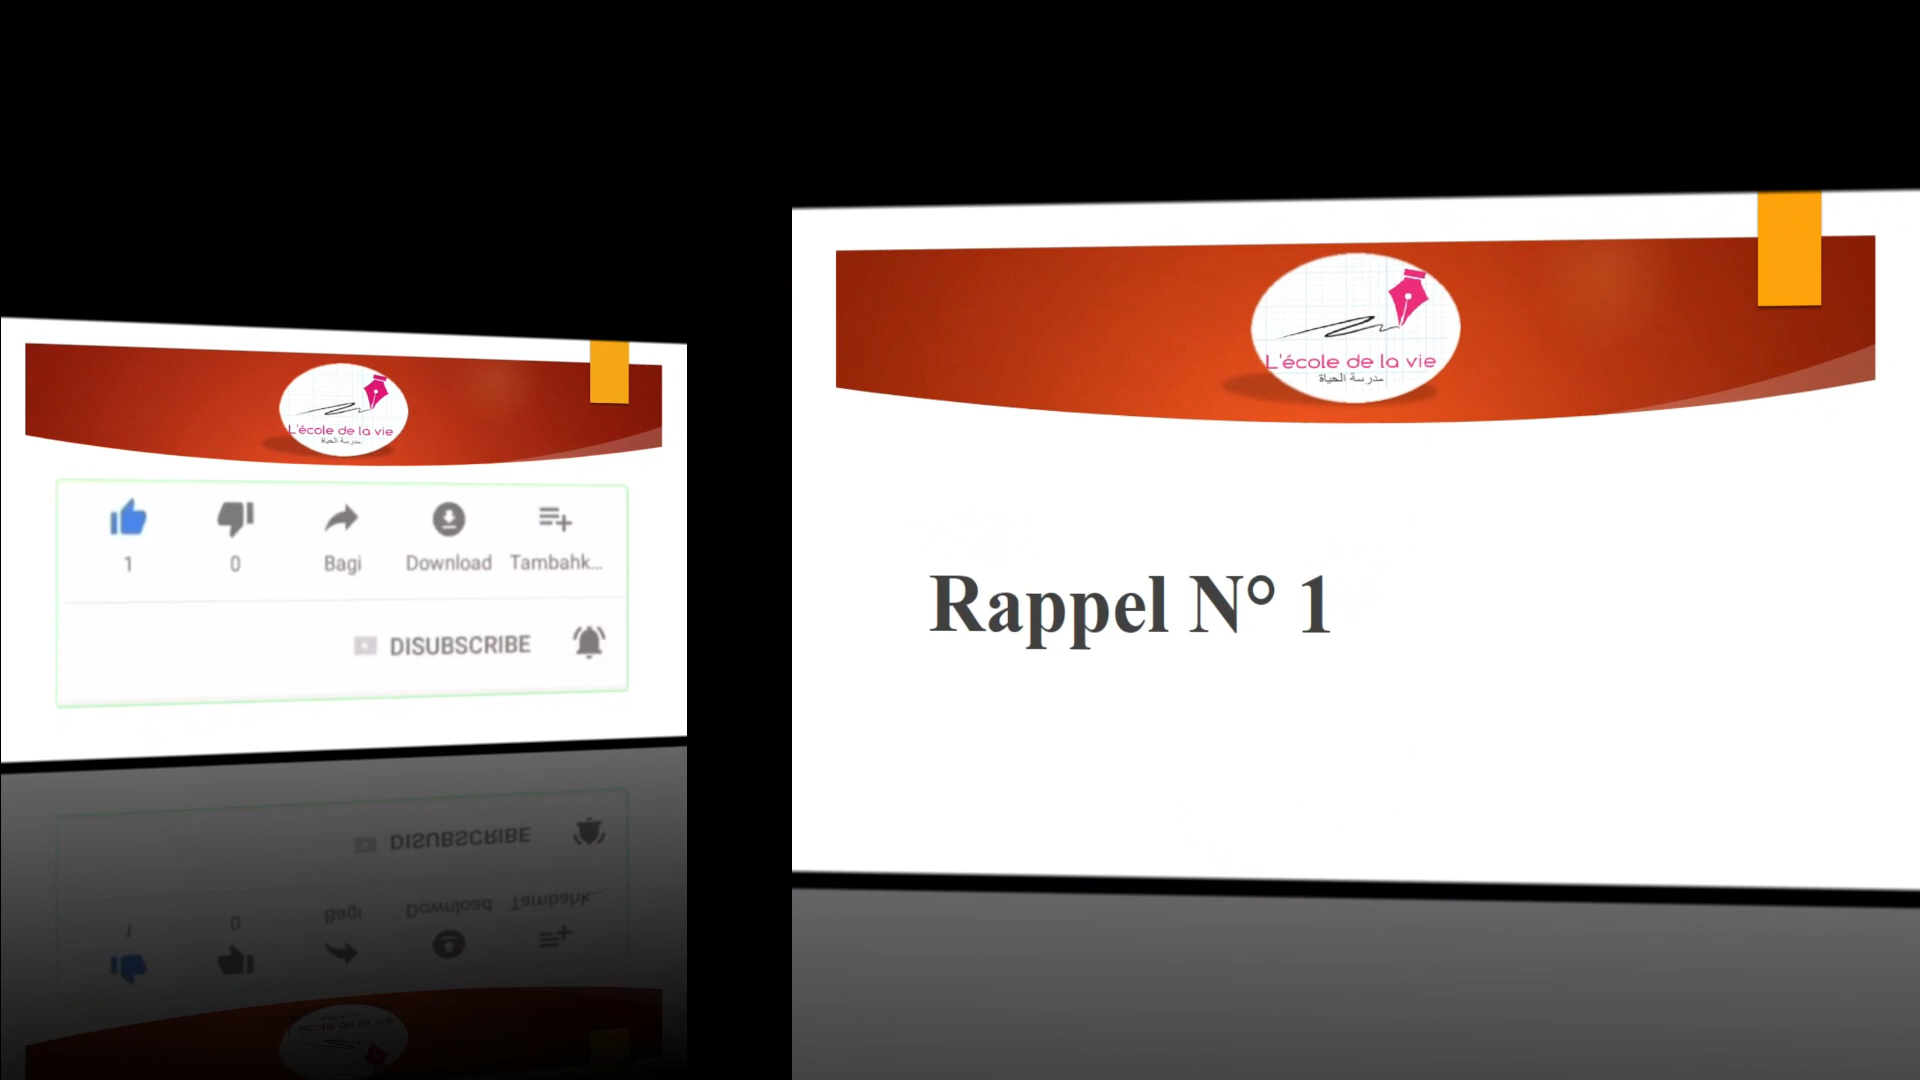 L'école de la vie
مدرسة الحياة
1
0
Bagi
Download
Tambahk...
DISUBSCRIBE
L'école de la vie
مدرسة الحياة
Rappel N° 1